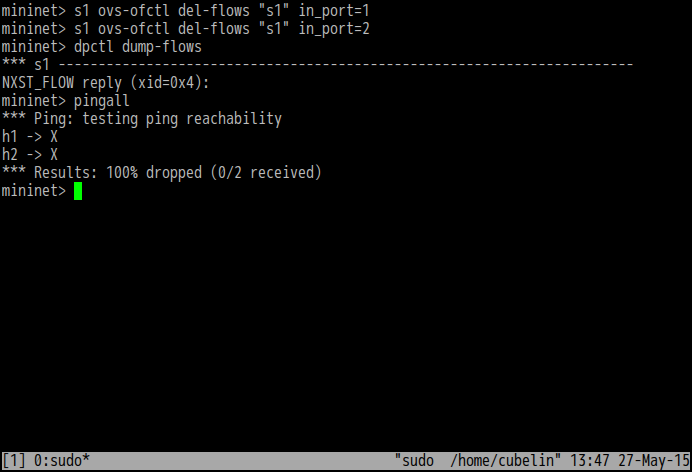 mininet> s1 ovs-ofctl del-flows "s1" in_port=1
mininet> s1 ovs-ofctl del-flows "s1" in_port=2
mininet> dpctl dump-flows
*** s1 ------------------------------------------------------------------------
NXST_FLOW reply (xid=0x4):
mininet> pingall
*** Ping: testing ping reachability
h1 -> X
h2 -> X
*** Results: 100% dropped (0/2 received)
mininet>
[1] 0:sudo* "sudo  /home/cubelin" 13:47 27-May-15